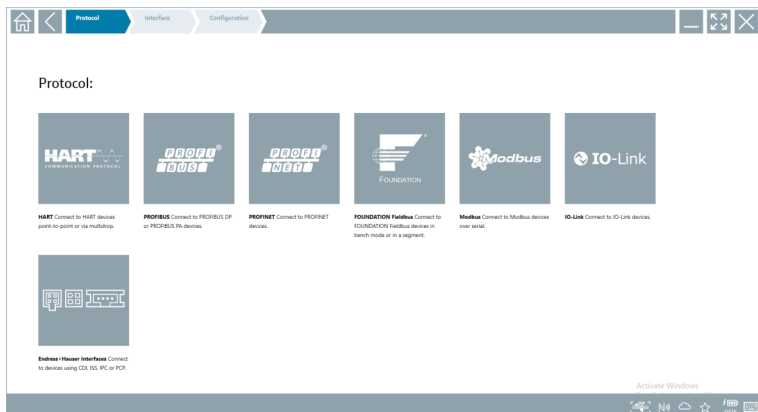 Protocol
Interface
Configuration
Protocol:
HART
COMMUNICATION PROTOCOL
PROFI®
BUS
PROFI®
NET
FOUNDATION
Modbus
IO-Link
HART Connect to HART devices
point-to-point or via multidrop.
PROFIBUS Connect to PROFIBUS DP
or PROFIBUS PA devices.
PROFINET Connect to PROFINET
devices.
FOUNDATION Fieldbus Connect to
FOUNDATION Fieldbus devices in
bench mode or in a segment.
Modbus Connect to Modbus devices
over serial.
IO-Link Connect to IO-Link devices.
Endress+Hauser Interfaces Connect
to devices using CDI, ISS, IPC or PCP.
Activate Windows